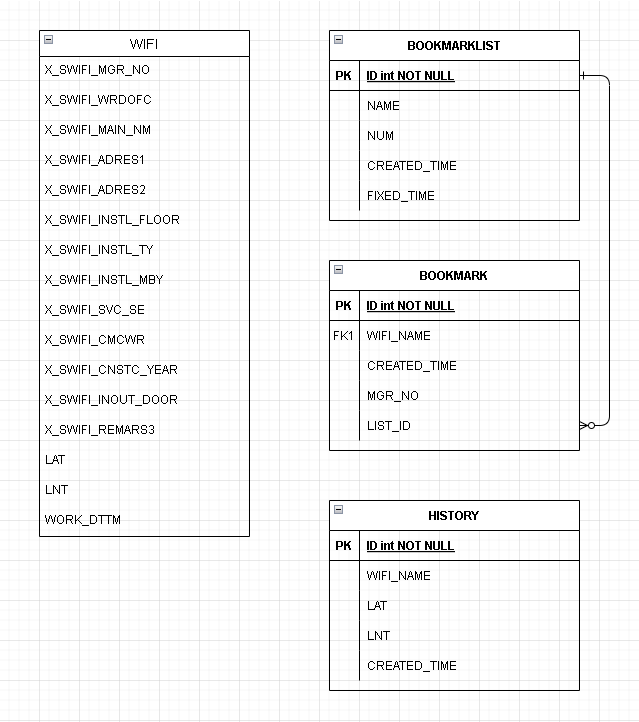 WIFI
X_SWIFI_MGR_NO
X_SWIFI_WRDOFC
X_SWIFI_MAIN_NM
X_SWIFI_ADRES1
X_SWIFI_ADRES2
X_SWIFI_INSTL_FLOOR
X_SWIFI_INSTL_TY
X_SWIFI_INSTL_MBY
X_SWIFI_SVC_SE
X_SWIFI_CMCWR
X_SWIFI_CNSTC_YEAR
X_SWIFI_INOUT_DOOR
X_SWIFI_REMARS3
LAT
LNT
WORK_DTTM
BOOKMARKLIST
PK ID int NOT NULL
NAME
NUM
CREATED_TIME
FIXED_TIME
BOOKMARK
PK ID int NOT NULL
FK1 WIFI_NAME
CREATED_TIME
MGR_NO
LIST_ID
HISTORY
PK ID int NOT NULL
WIFI_NAME
LAT
LNT
CREATED_TIME